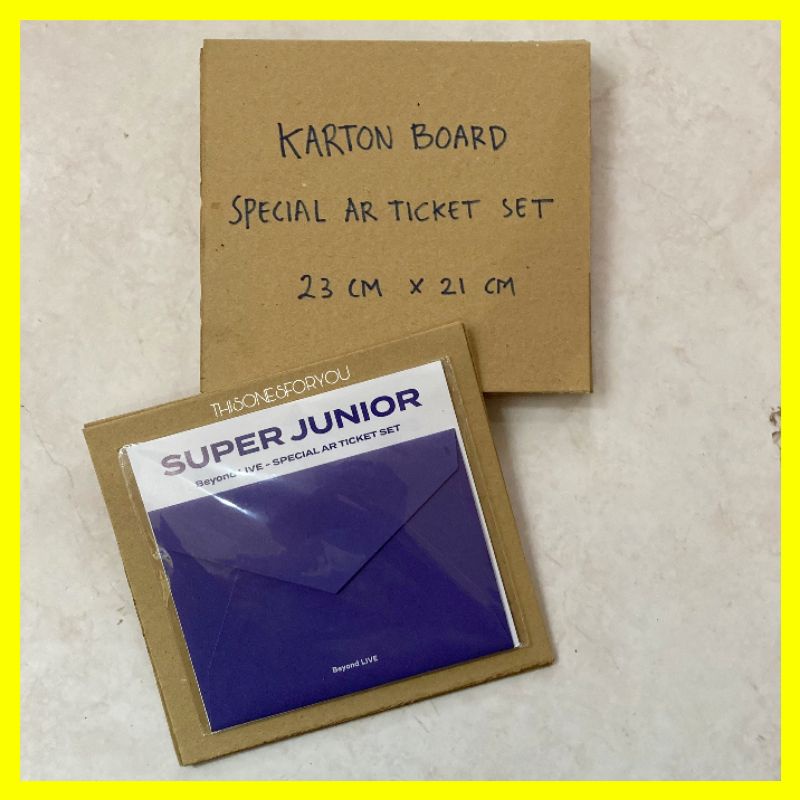 KARTON BOARD
SPECIAL AR TICKET SET
23 CM X 21 CM
THISONESFORYOU
SUPER JUNIOR
Beyond LIVE - SPECIAL AR TICKET SET
Beyond LIVE